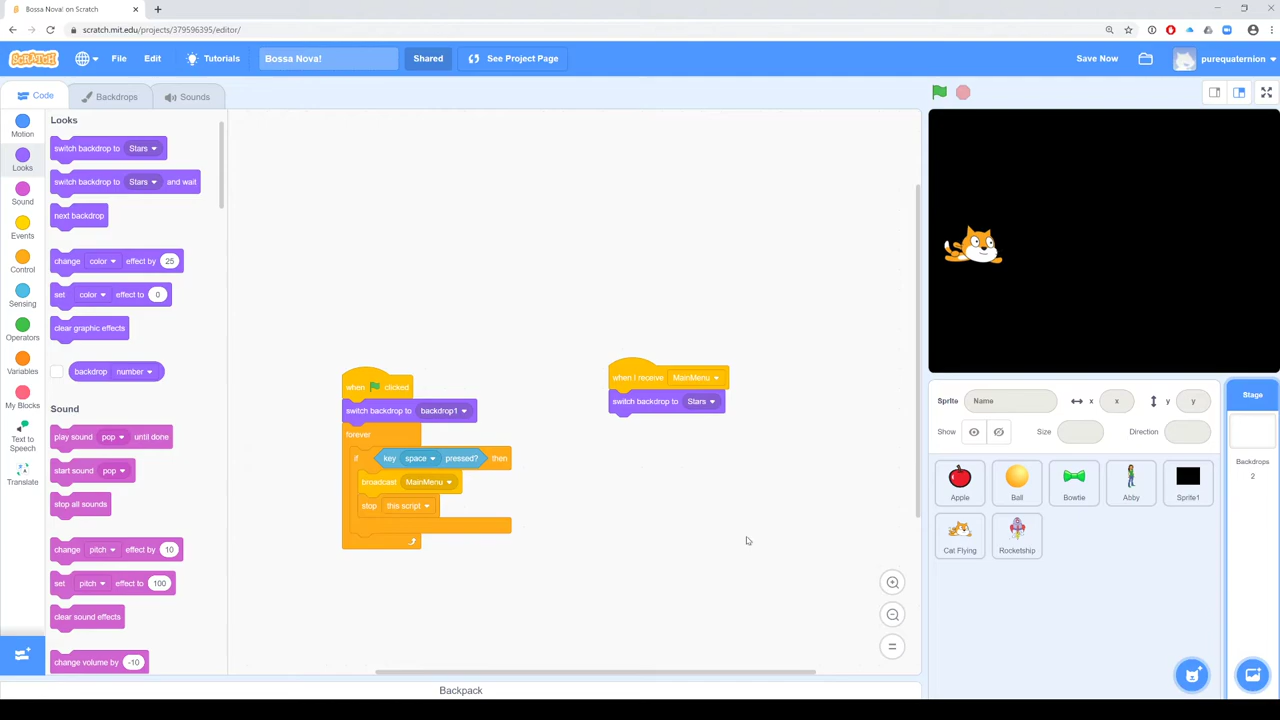 Bossa Nova! on Scratch
scratch.mit.edu/projects/379596395/editor/
SCRATCH File Edit Tutorials Bossa Nova! Shared See Project Page Save Now purequaternion
Code Backdrops Sounds
Motion
Looks
Sound
Events
Control
Sensing
Operators
Variables
My Blocks
Text to
Speech
Translate
Looks
switch backdrop to Stars
switch backdrop to Stars and wait
next backdrop
change color effect by 25
set color effect to 0
clear graphic effects
backdrop number
Sound
play sound pop until done
start sound pop
stop all sounds
change pitch effect by 10
set pitch effect to 100
clear sound effects
change volume by -10
when clicked
switch backdrop to backdrop1
forever
if key space pressed? then
broadcast MainMenu
stop this script
when I receive MainMenu
switch backdrop to Stars
Backpack
Sprite Name x x y y
Show Size Direction
Apple Ball Bowtie Abby Sprite1
Cat Flying Rocketship
Stage
Backdrops
2